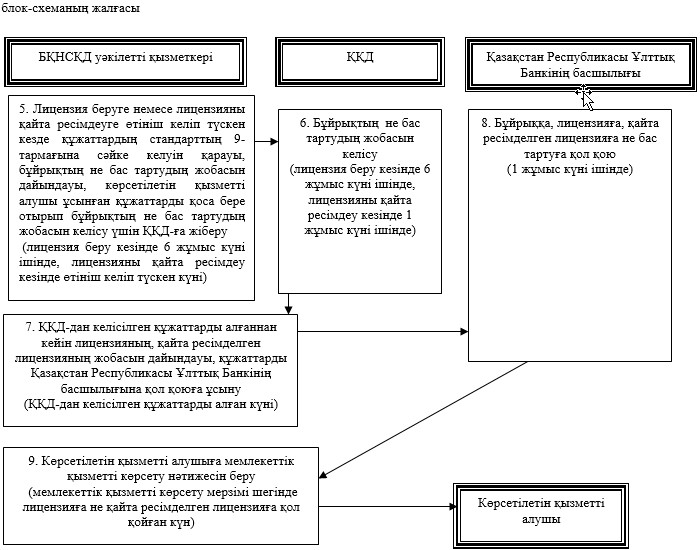 блок-схеманың жалғасы
БҚНСҚД уәкілетті қызметкері
ҚҚД
Қазақстан Республикасы Ұлттық
Банкінің басшылығы
5. Лицензия беруге немесе лицензияны
қайта ресімдеуге өтініш келіп түскен
кезде құжаттардың стандарттың 9-
тармағына сәйке келуін қарауы,
бұйрықтың не бас тартудың жобасын
дайындауы, көрсетілетін қызметті
алушы ұсынған құжаттарды қоса бере
отырып бұйрықтың не бас тартудың
жобасын келісу үшін ҚҚД-ға жіберу
(лицензия беру кезінде 6 жұмыс күні
ішінде, лицензияны қайта ресімдеу
кезінде өтініш келіп түскен күні)
6. Бұйрықтың не бас
тартудың жобасын
келісу
(лицензия беру кезінде 6
жұмыс күні ішінде,
лицензияны қайта
ресімдеу кезінде 1
жұмыс күні ішінде)
8. Бұйрыққа, лицензияға, қайта
ресімделген лицензияға не бас
тартуға қол қою
(1 жұмыс күні ішінде)
7. ҚҚД-дан келісілген құжаттарды алғаннан
кейін лицензияның, қайта ресімделген
лицензияның жобасын дайындауы, құжаттарды
Қазақстан Республикасы Ұлттық Банкінің
басшылығына қол қоюға ұсыну
(ҚҚД-дан келісілген құжаттарды алған күні)
9. Көрсетілетін қызметті алушыға мемлекеттік
қызметті көрсету нәтижесін беру
(мемлекеттік қызметті көрсету мерзімі шегінде
лицензияға не қайта ресімделген лицензияға қол
қойған күн)
Көрсетілетін қызметті
алушы